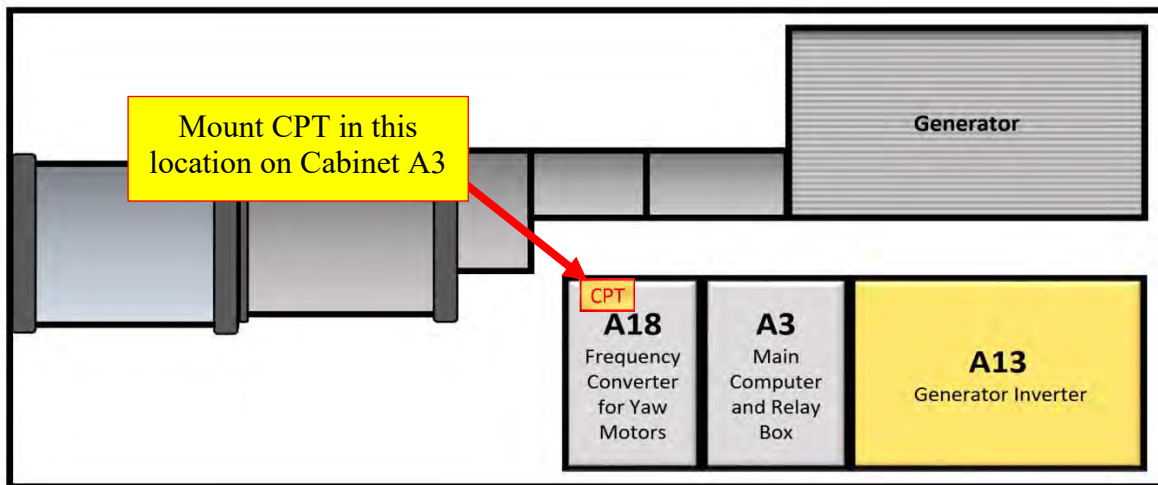 Mount CPT in this
location on Cabinet A3
Generator
CPT
A18
Frequency
Converter
for Yaw
Motors
A3
Main
Computer
and Relay
Box
A13
Generator Inverter